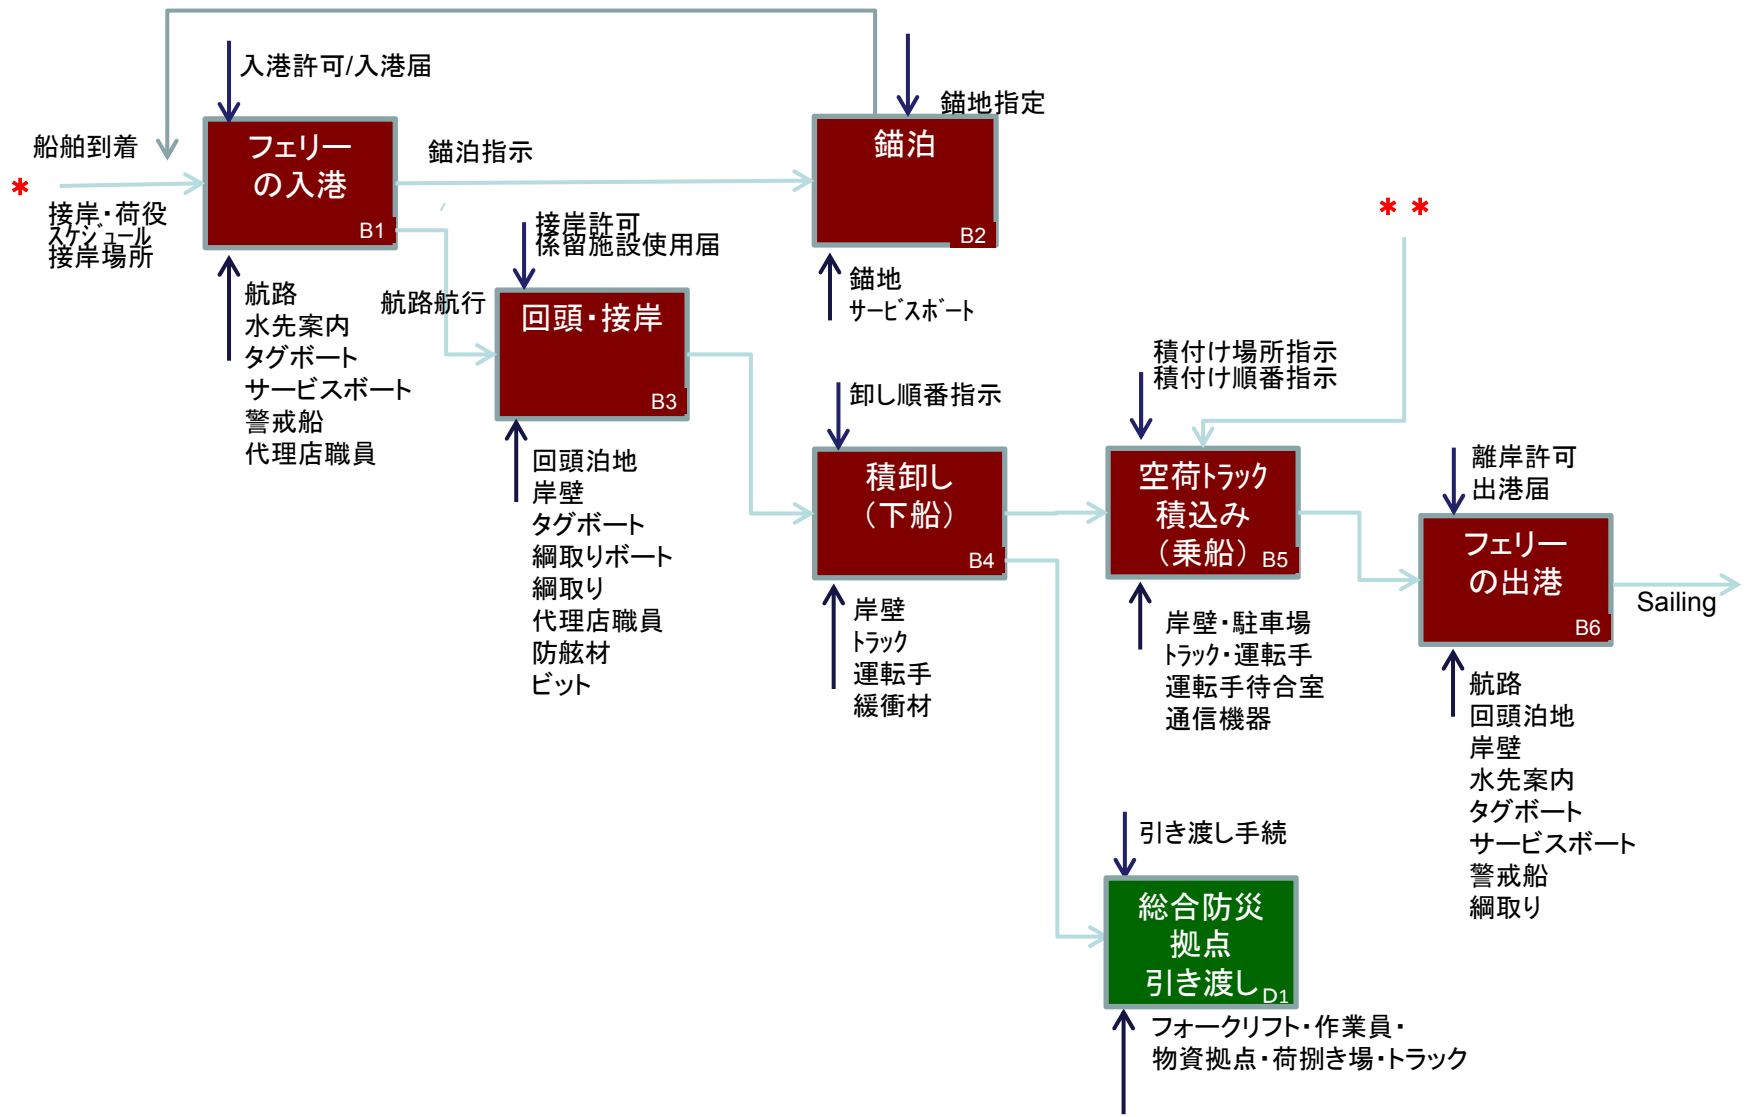 入港許可/入港届
船舶到着
*
接岸・荷役
スケジュール
接岸場所
フェリー
の入港
B1
航路
水先案内
タグボート
サービスボート
警戒船
代理店職員
錨泊指示
錨地指定
錨泊
B2
錨地
サービスボート
航路航行
接岸許可
係留施設使用届
回頭・接岸
B3
回頭泊地
岸壁
タグボート
綱取りボート
綱取り
代理店職員
防舷材
ビット
卸し順番指示
積卸し
（下船）
B4
岸壁
トラック
運転手
緩衝材
* *
積付け場所指示
積付け順番指示
空荷トラック
積込み
（乗船）
B5
岸壁・駐車場
トラック・運転手
運転手待合室
通信機器
離岸許可
出港届
フェリー
の出港
B6
Sailing
航路
回頭泊地
岸壁
水先案内
タグボート
サービスボート
警戒船
綱取り
引き渡し手続
総合防災
拠点
引き渡し
D1
フォークリフト・作業員・
物資拠点・荷捌き場・トラック